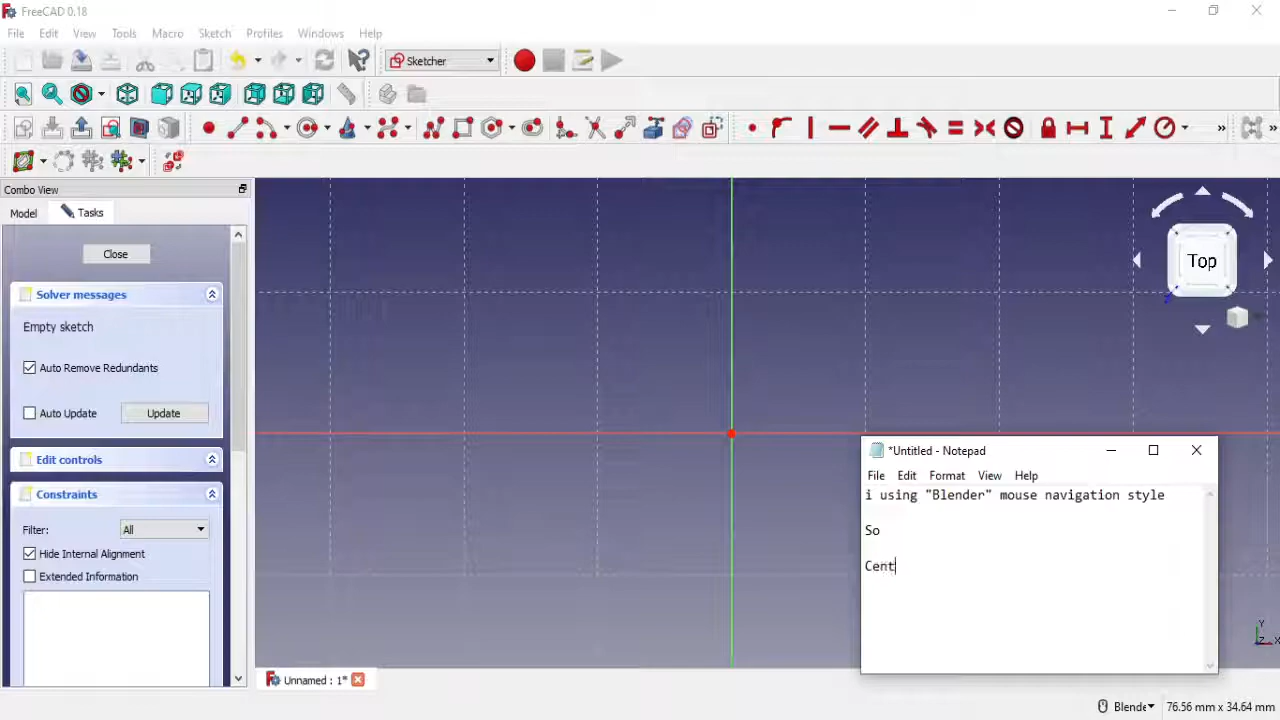 FreeCAD 0.18
File Edit View Tools Macro Sketch Profiles Windows Help
Sketcher
»
»
Combo View
Model Tasks
Close
Solver messages
Empty sketch
Auto Remove Redundants
Auto Update Update
Edit controls
Constraints
Filter: All
Hide Internal Alignment
Extended Information
Top
Z
*Untitled - Notepad
File Edit Format View Help
i using "Blender" mouse navigation style
So
Cent
Y
Z X
Unnamed : 1*
Blende 76.56 mm x 34.64 mm